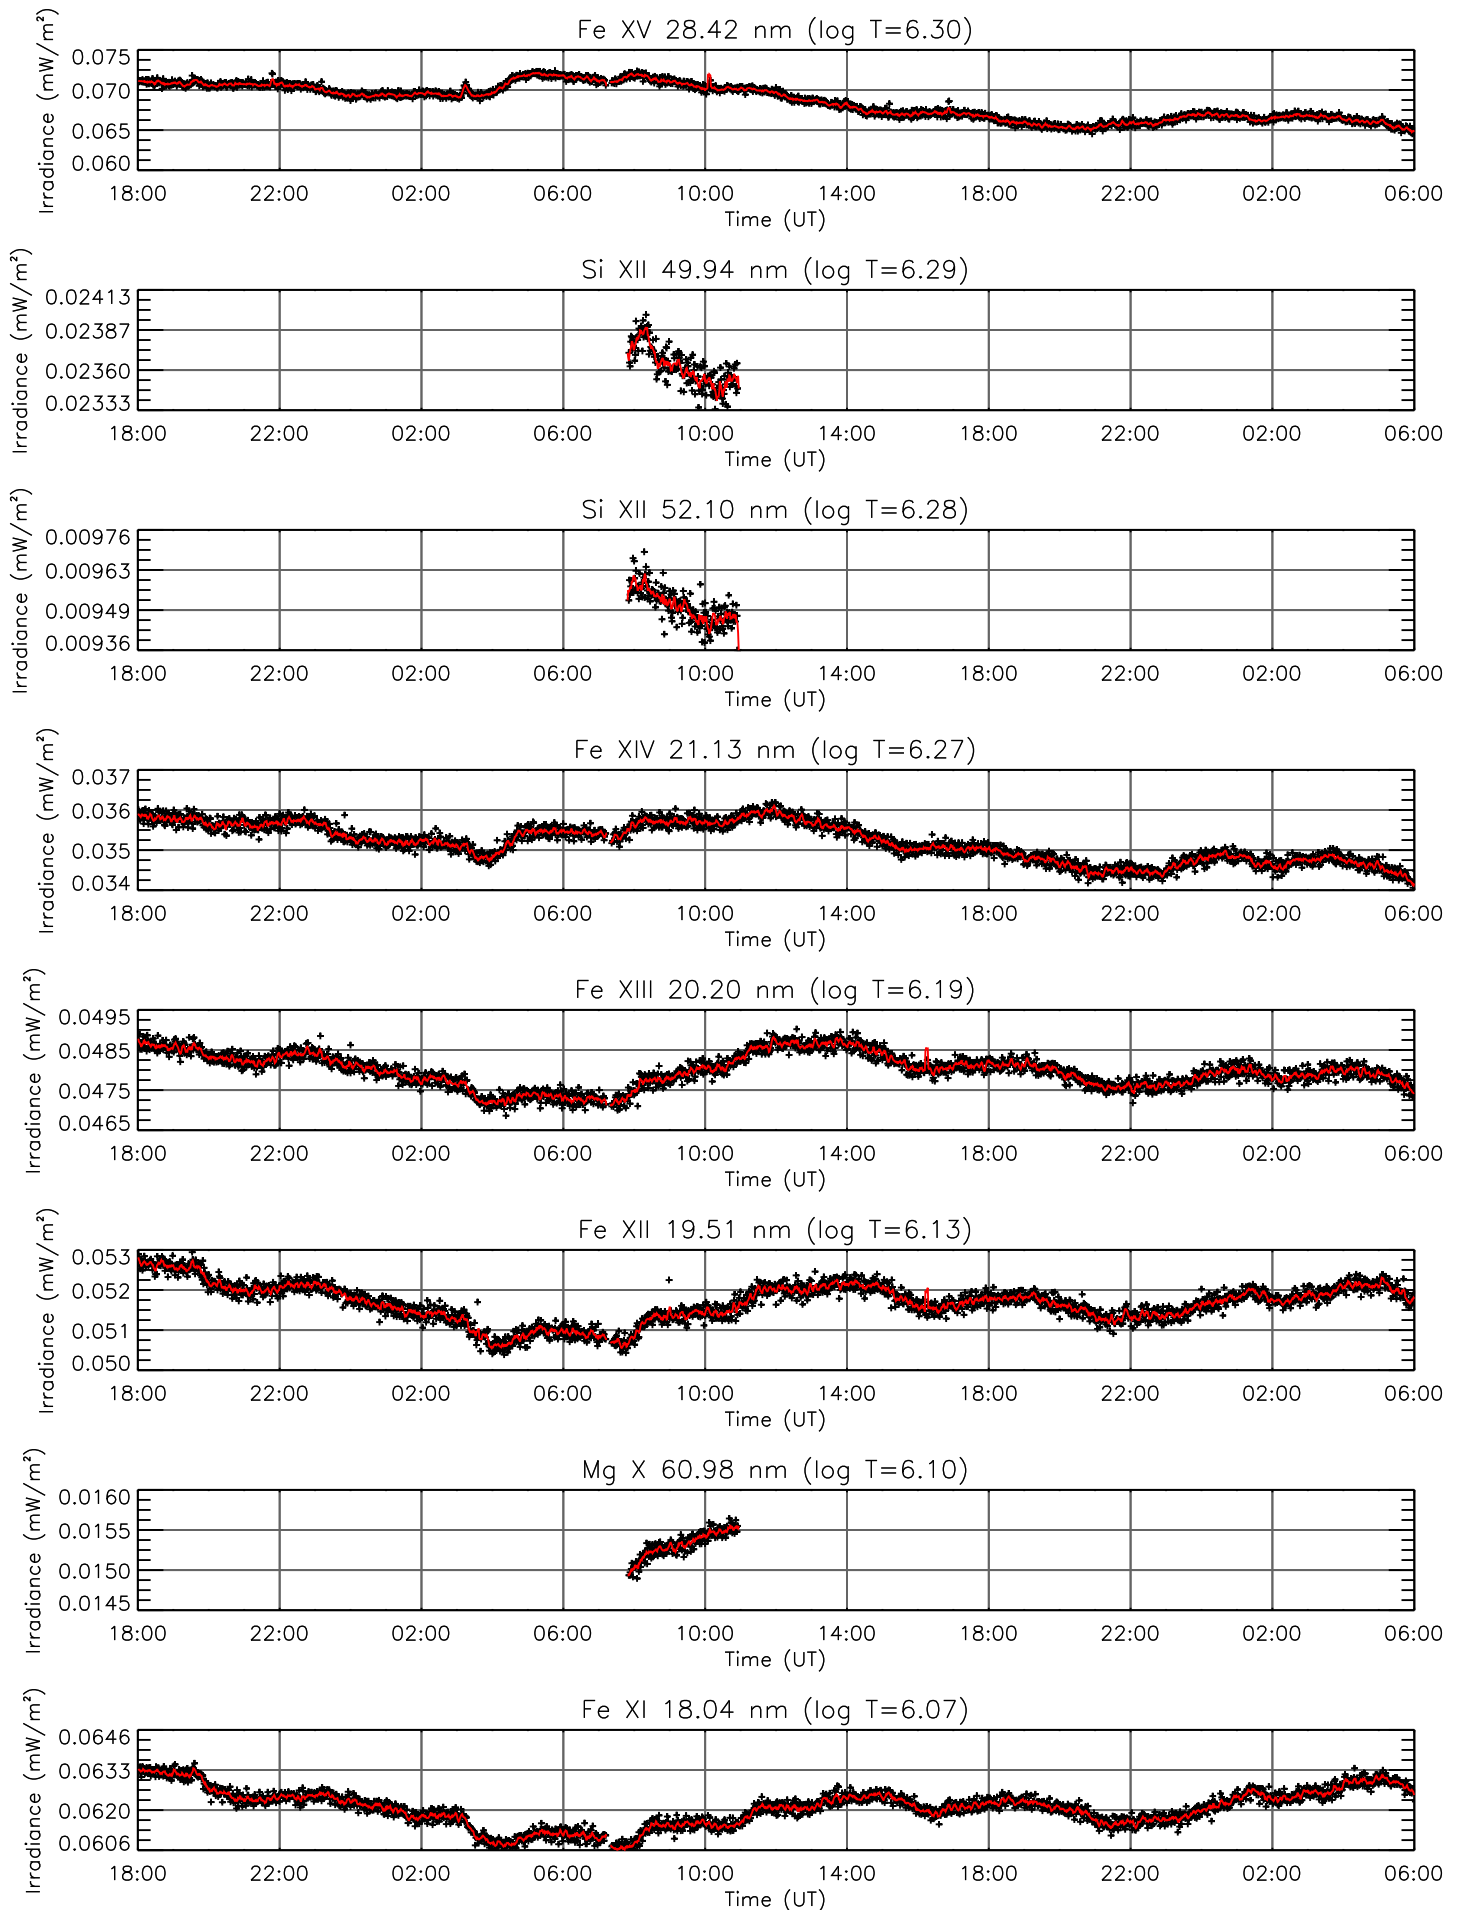 Fe XV 28.42 nm (log T=6.30)
Irradiance (mW/m²)
0.075
0.070
0.065
0.060
18:00 22:00 02:00 06:00 10:00 14:00 18:00 22:00 02:00 06:00
Time (UT)
Si XII 49.94 nm (log T=6.29)
Irradiance (mW/m²)
0.02413
0.02387
0.02360
0.02333
18:00 22:00 02:00 06:00 10:00 14:00 18:00 22:00 02:00 06:00
Time (UT)
Si XII 52.10 nm (log T=6.28)
Irradiance (mW/m²)
0.00976
0.00963
0.00949
0.00936
18:00 22:00 02:00 06:00 10:00 14:00 18:00 22:00 02:00 06:00
Time (UT)
Fe XIV 21.13 nm (log T=6.27)
Irradiance (mW/m²)
0.037
0.036
0.035
0.034
18:00 22:00 02:00 06:00 10:00 14:00 18:00 22:00 02:00 06:00
Time (UT)
Fe XIII 20.20 nm (log T=6.19)
Irradiance (mW/m²)
0.0495
0.0485
0.0475
0.0465
18:00 22:00 02:00 06:00 10:00 14:00 18:00 22:00 02:00 06:00
Time (UT)
Fe XII 19.51 nm (log T=6.13)
Irradiance (mW/m²)
0.053
0.052
0.051
0.050
18:00 22:00 02:00 06:00 10:00 14:00 18:00 22:00 02:00 06:00
Time (UT)
Mg X 60.98 nm (log T=6.10)
Irradiance (mW/m²)
0.0160
0.0155
0.0150
0.0145
18:00 22:00 02:00 06:00 10:00 14:00 18:00 22:00 02:00 06:00
Time (UT)
Fe XI 18.04 nm (log T=6.07)
Irradiance (mW/m²)
0.0646
0.0633
0.0620
0.0606
18:00 22:00 02:00 06:00 10:00 14:00 18:00 22:00 02:00 06:00
Time (UT)